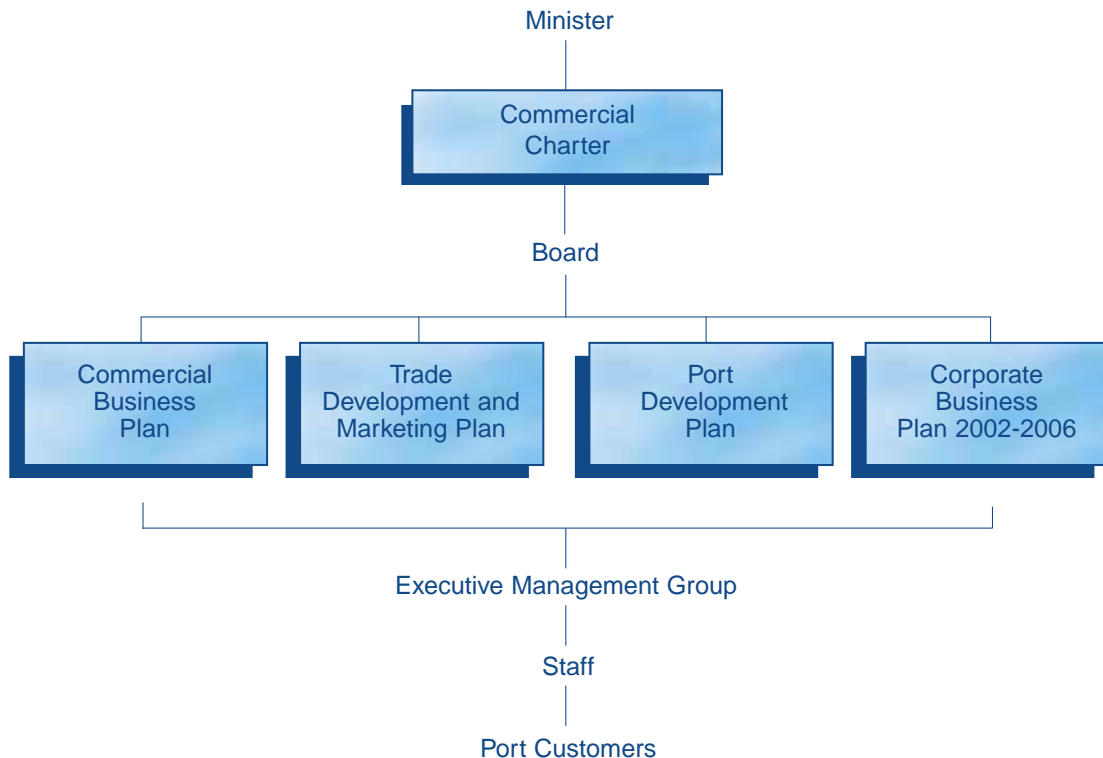 Minister
Commercial
Charter
Board
Commercial
Business
Plan
Trade
Development and
Marketing Plan
Port
Development
Plan
Corporate
Business
Plan 2002-2006
Executive Management Group
Staff
Port Customers